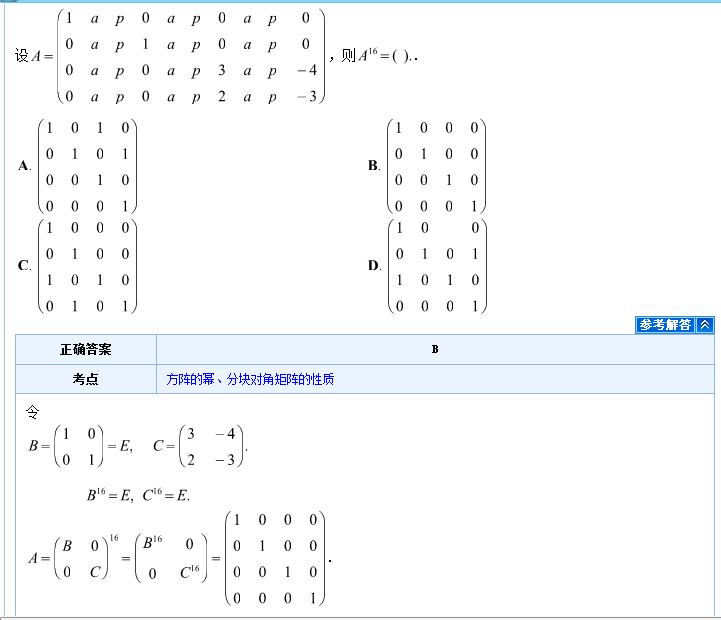 设A=
1 a p 0 a p 0 a p 0
0 a p 1 a p 0 a p 0
0 a p 0 a p 3 a p −4
0 a p 0 a p 2 a p −3
，则A¹⁶=( )..
A.
1 0 1 0
0 1 0 1
0 0 1 0
0 0 0 1
B.
1 0 0 0
0 1 0 0
0 0 1 0
0 0 0 1
C.
1 0 0 0
0 1 0 0
1 0 1 0
0 1 0 1
D.
1 0 0
0 1 0 1
1 0 1 0
0 0 0 1
参考解答
正确答案 B
考点 方阵的幂、分块对角矩阵的性质
令
B=
1 0
0 1
=E, C=
3 −4
2 −3
.
B¹⁶=E, C¹⁶=E.
A=
B 0
0 C
16
=
B¹⁶ 0
0 C¹⁶
=
1 0 0 0
0 1 0 0
0 0 1 0
0 0 0 1
.